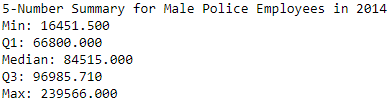 5-Number Summary for Male Police Employees in 2014
Min: 16451.500
Q1: 66800.000
Median: 84515.000
Q3: 96985.710
Max: 239566.000